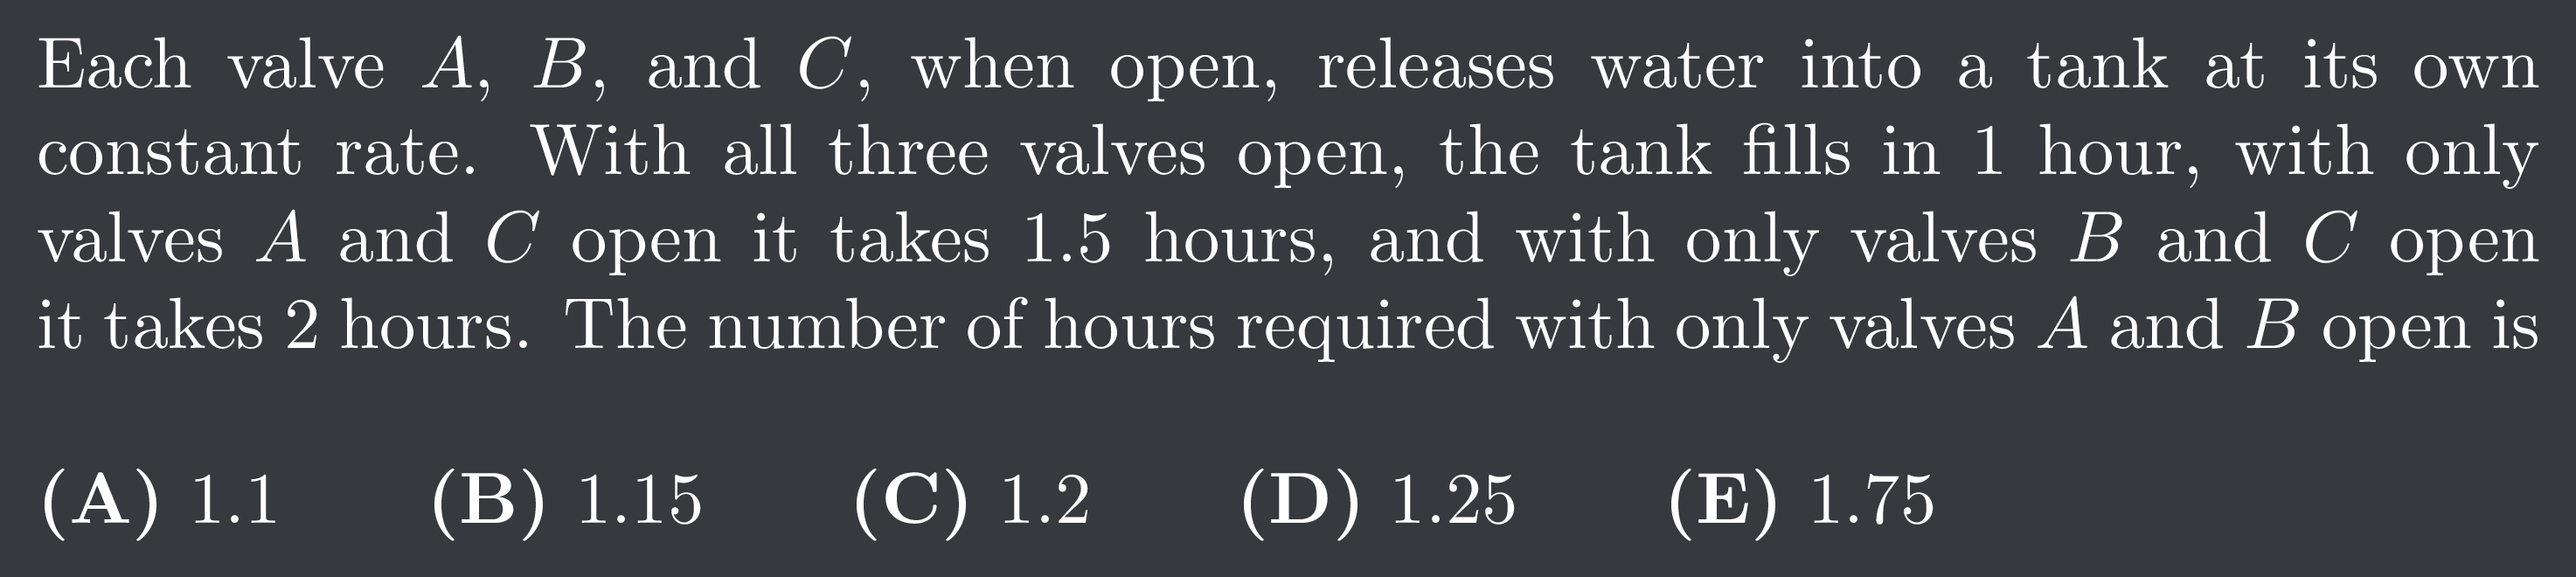 Each valve A, B, and C, when open, releases water into a tank at its own
constant rate. With all three valves open, the tank fills in 1 hour, with only
valves A and C open it takes 1.5 hours, and with only valves B and C open
it takes 2 hours. The number of hours required with only valves A and B open is
(A) 1.1 (B) 1.15 (C) 1.2 (D) 1.25 (E) 1.75